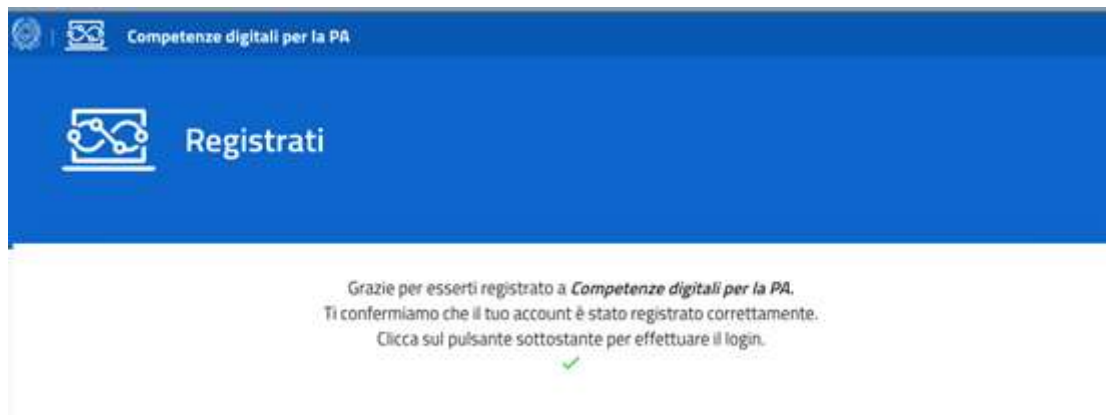 Competenze digitali per la PA
Registrati
Grazie per esserti registrato a Competenze digitali per la PA.
Ti confermiamo che il tuo account è stato registrato correttamente.
Clicca sul pulsante sottostante per effettuare il login.